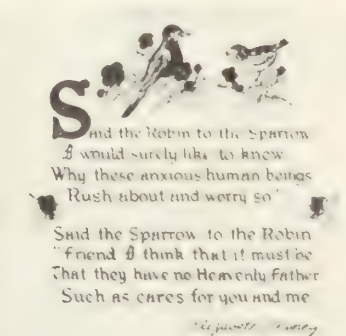 Said the Robin to the Sparrow
I would surely like to know
Why these anxious human beings
Rush about and worry so"
Said the Sparrow to the Robin
"Friend I think that it must be
That they have no Heavenly Father
Such as cares for you and me